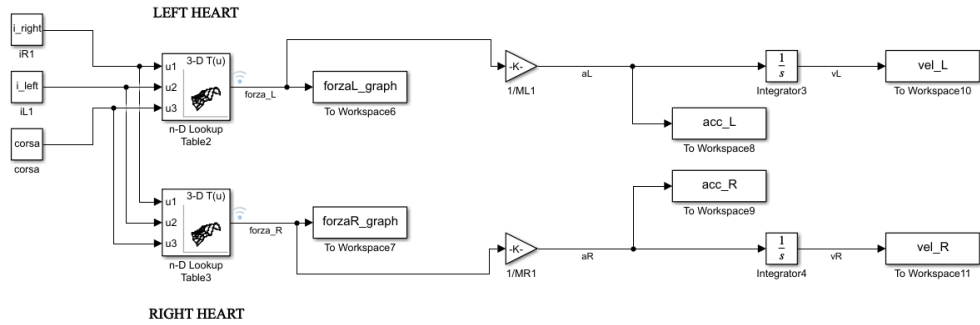 LEFT HEART
i_right
iR1
i_left
iL1
corsa
corsa
3-D T(u)
u1
u2
u3
n-D Lookup
Table2
forza_L
forzaL_graph
To Workspace6
-K-
1/ML1
aL
1
s
Integrator3
vL
vel_L
To Workspace10
acc_L
To Workspace8
3-D T(u)
u1
u2
u3
n-D Lookup
Table3
forza_R
forzaR_graph
To Workspace7
acc_R
To Workspace9
-K-
1/MR1
aR
1
s
Integrator4
vR
vel_R
To Workspace11
RIGHT HEART